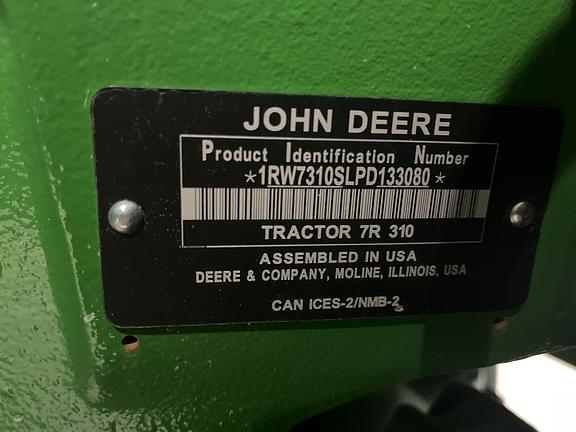 JOHN DEERE
Product Identification Number
*1RW7310SLPD133080*
TRACTOR 7R 310
ASSEMBLED IN USA
DEERE & COMPANY, MOLINE, ILLINOIS, USA
CAN ICES-2/NMB-2